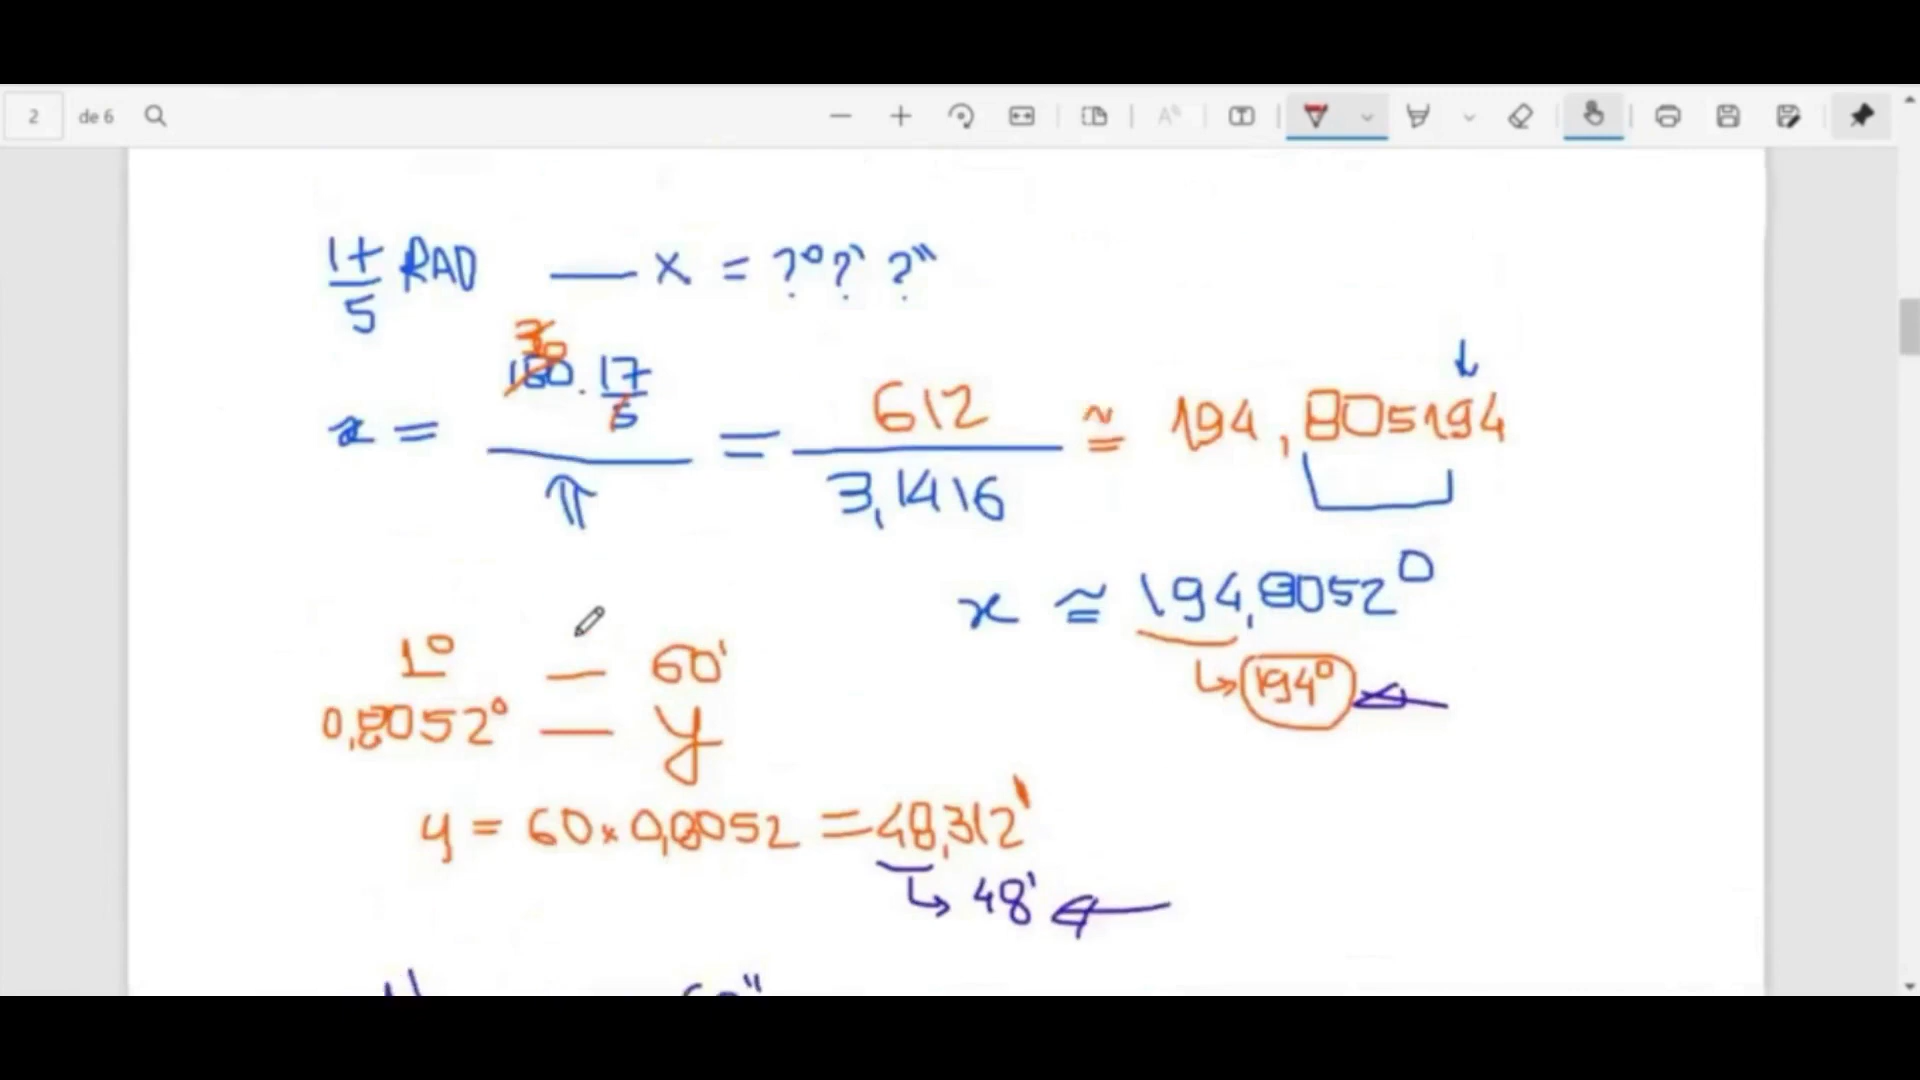 2 de 6
17/5 RAD — x = ?° ?' ?''
x = 180 . 17/5 / π = 612 / 3,1416 ≅ 194,805194
36
x ≅ 194,8052°
↳ 194°
1° — 60'
0,8052° — y
y = 60 × 0,8052 = 48,312'
↳ 48'